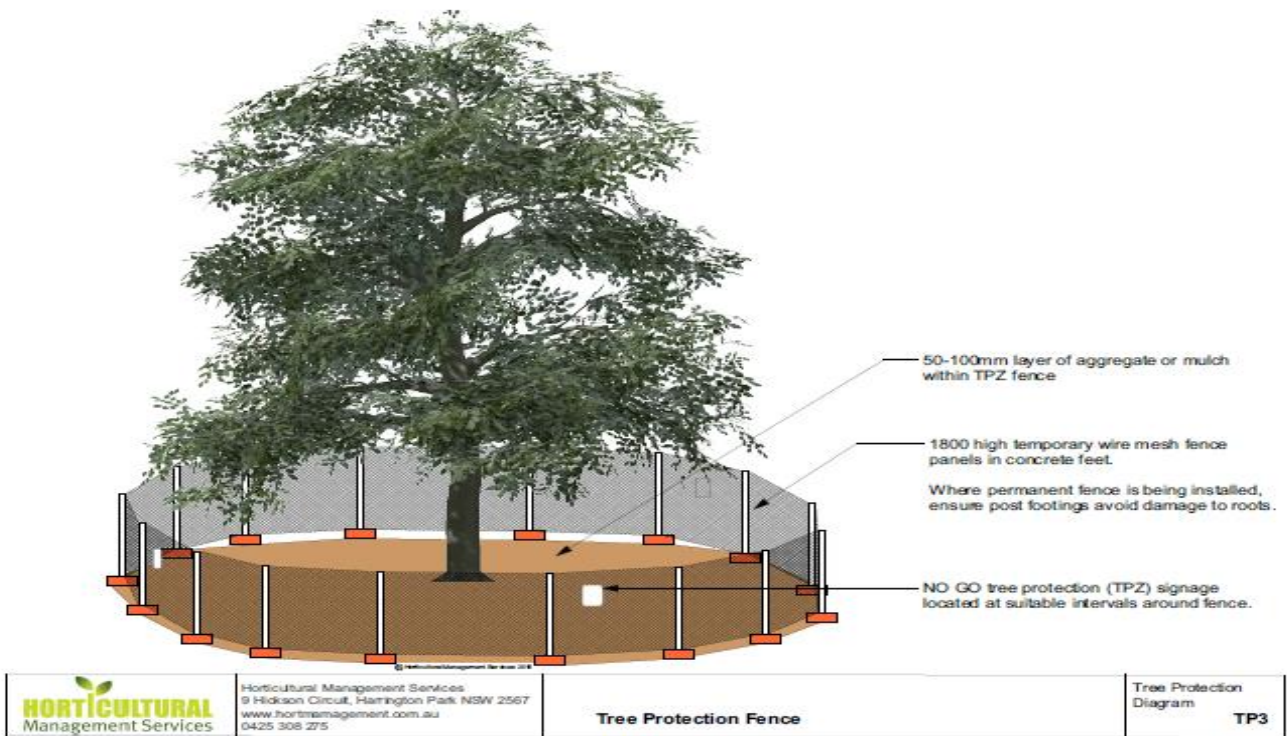 50-100mm layer of aggregate or mulch
within TPZ fence
1800 high temporary wire mesh fence
panels in concrete feet.
Where permanent fence is being installed,
ensure post footings avoid damage to roots.
NO GO tree protection (TPZ) signage
located at suitable intervals around fence.
© Horticultural Management Services
HORTICULTURAL
Management Services
Horticultural Management Services
9 Hickson Circuit, Harrington Park NSW 2567
www.hortmanagement.com.au
0425 308 275
Tree Protection Fence
Tree Protection
Diagram
TP3